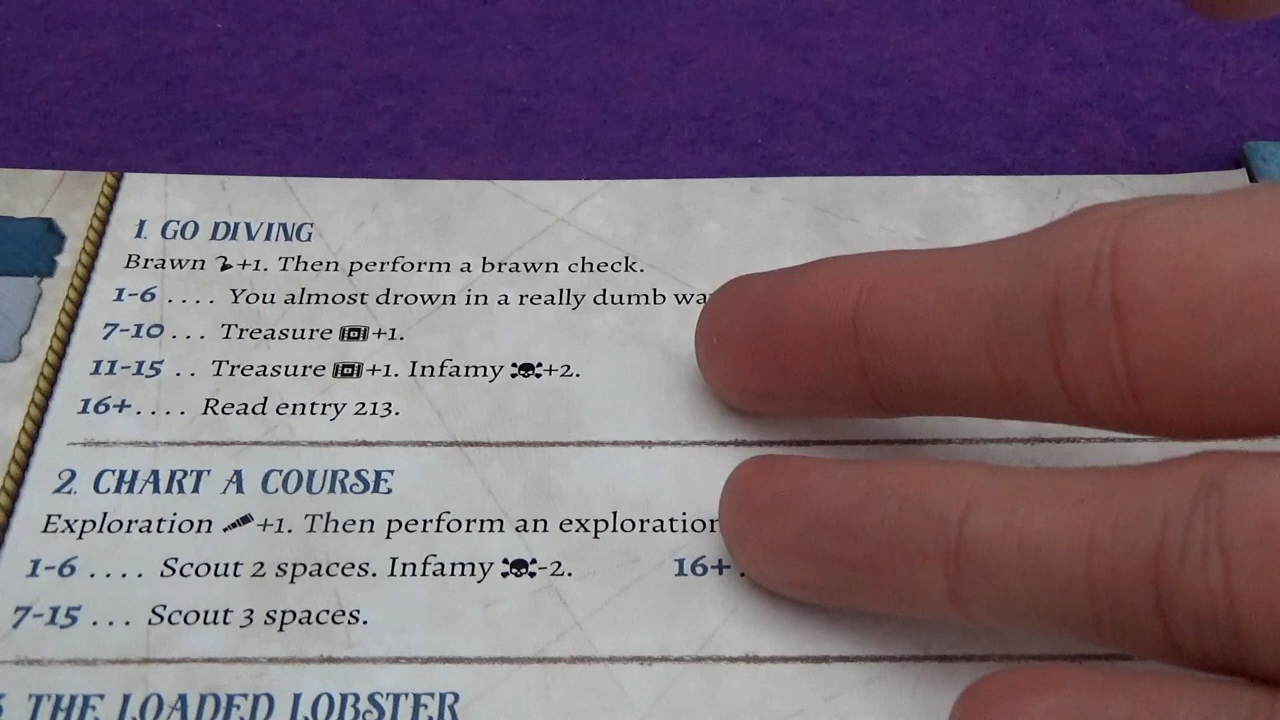 1. GO DIVING
Brawn +1. Then perform a brawn check.
1-6 .... You almost drown in a really dumb
7-10 ... Treasure +1.
11-15 .. Treasure +1. Infamy +2.
16+.... Read entry 213.
2. CHART A COURSE
Exploration +1. Then perform an exploration
1-6 .... Scout 2 spaces. Infamy -2. 16+ .
7-15 ... Scout 3 spaces.
THE LOADED LOBSTER